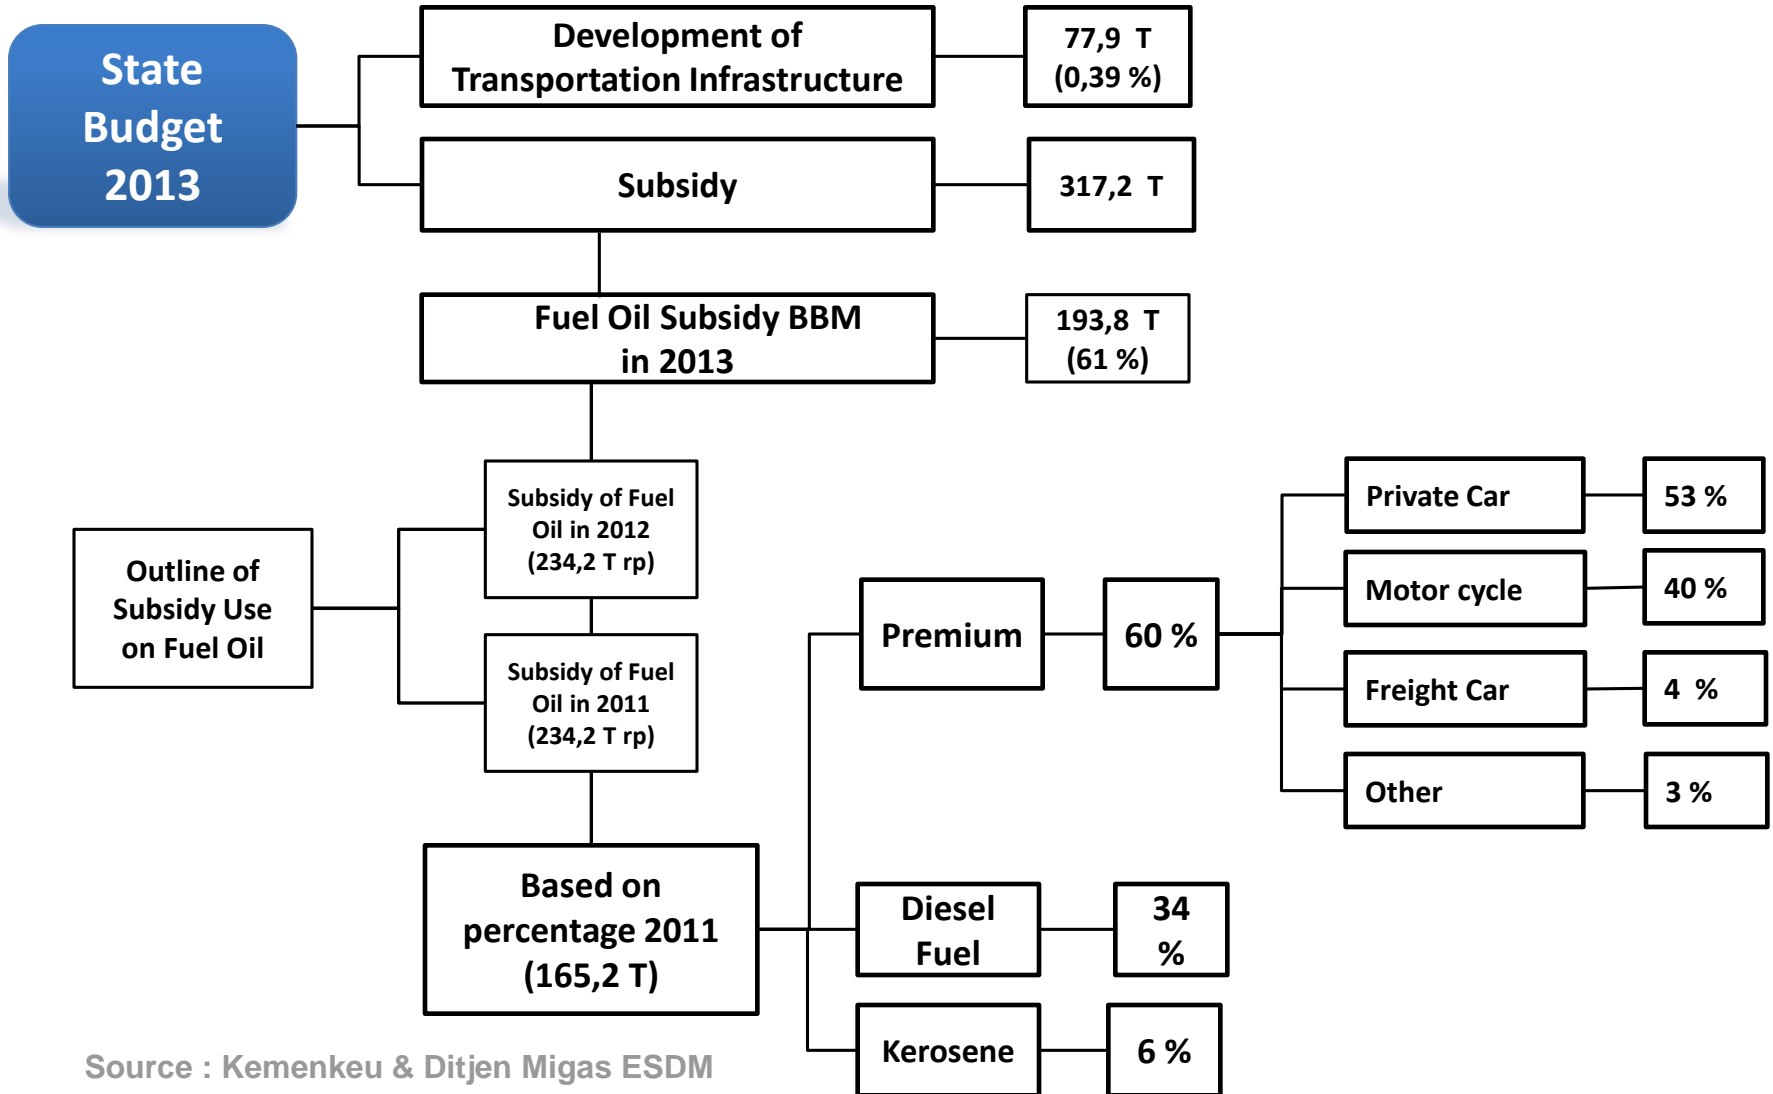 State
Budget
2013
Development of
Transportation Infrastructure
77,9 T
(0,39 %)
Subsidy
317,2 T
Fuel Oil Subsidy BBM
in 2013
193,8 T
(61 %)
Outline of
Subsidy Use
on Fuel Oil
Subsidy of Fuel
Oil in 2012
(234,2 T rp)
Subsidy of Fuel
Oil in 2011
(234,2 T rp)
Based on
percentage 2011
(165,2 T)
Premium
60 %
Private Car
53 %
Motor cycle
40 %
Freight Car
4 %
Other
3 %
Diesel
Fuel
34
%
Kerosene
6 %
Source : Kemenkeu & Ditjen Migas ESDM